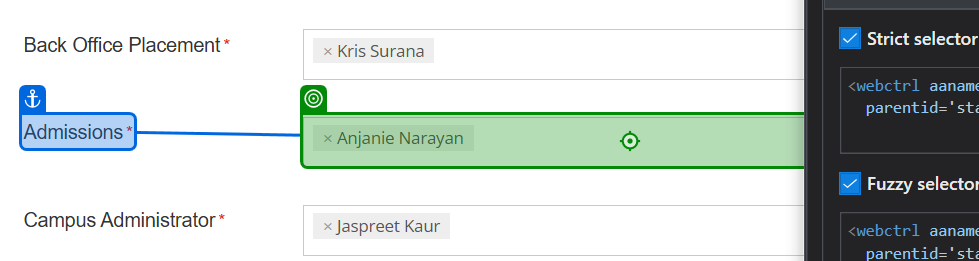 Back Office Placement*
× Kris Surana
Strict selector
<webctrl aaname
parentid='sta
Admissions*
× Anjanie Narayan
Fuzzy selector
<webctrl aaname
parentid='sta
Campus Administrator*
× Jaspreet Kaur